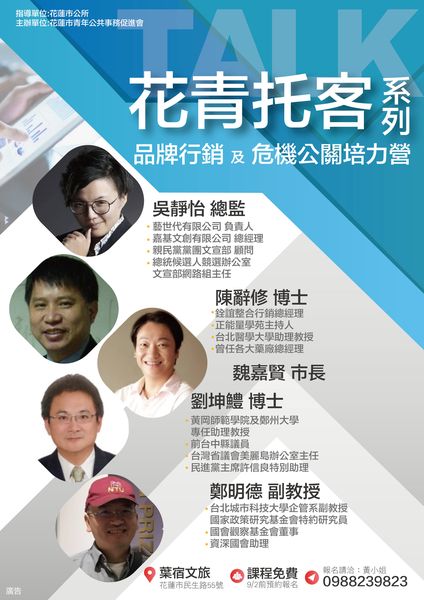 指導單位:花蓮市公所
主辦單位:花蓮市青年公共事務促進會
TALK
花青托客系列
品牌行銷 及 危機公關培力營
吳靜怡 總監
藝世代有限公司 負責人
嘉基文創有限公司 總經理
親民黨黨團文宣部 顧問
總統候選人競選辦公室
文宣部網路組主任
陳辭修 博士
銓誼整合行銷總經理
正能量學苑主持人
台北醫學大學助理教授
曾任各大藥廠總經理
魏嘉賢 市長
劉坤鱧 博士
黃岡師範學院及鄭州大學
專任助理教授
前台中縣議員
台灣省議會美麗島辦公室主任
民進黨主席許信良特別助理
鄭明德 副教授
台北城市科技大學企管系副教授
國家政策研究基金會特約研究員
國會觀察基金會董事
資深國會助理
NTU
葉宿文旅
花蓮市民生路55號
課程免費
9/2前預約報名
報名請洽：黃小姐
0988239823
廣告